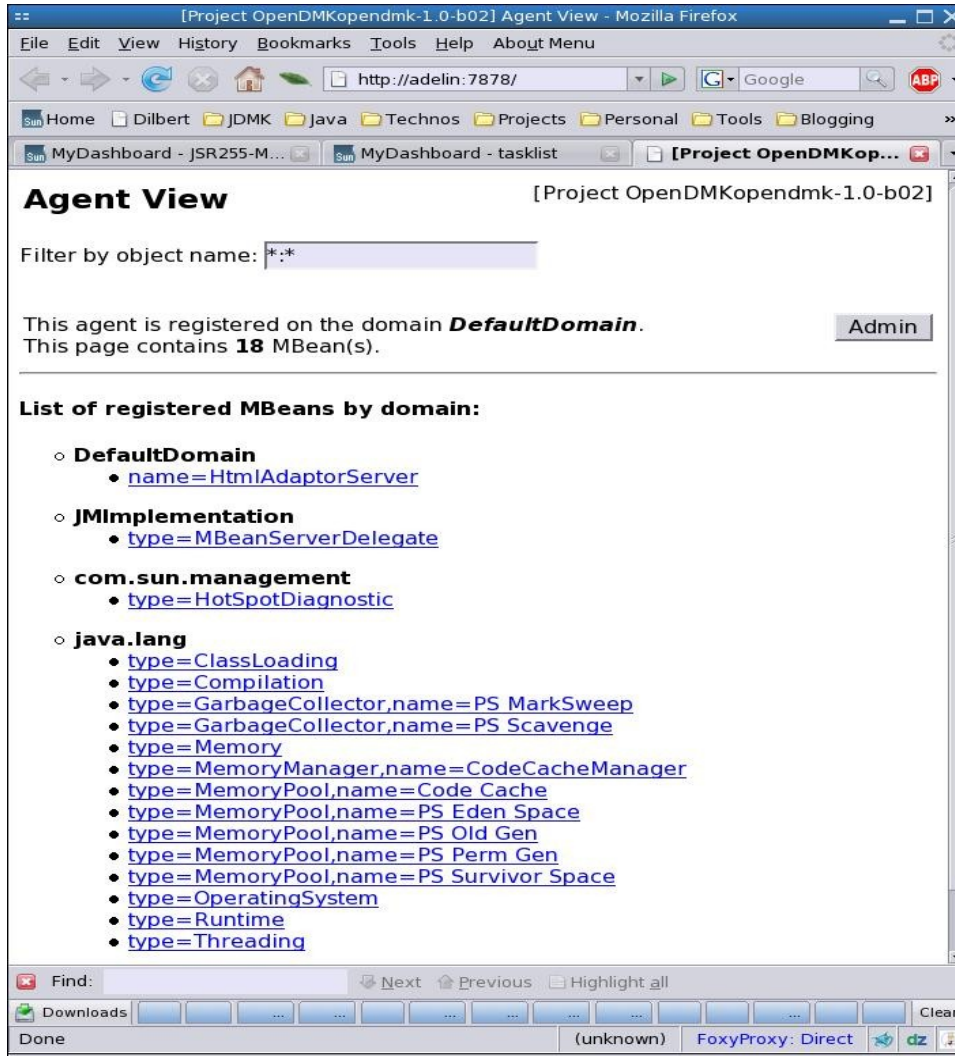 [Project OpenDMKopendmk-1.0-b02] Agent View - Mozilla Firefox
File Edit View History Bookmarks Tools Help About Menu
http://adelin:7878/ G Google ABP
Sun Home Dilbert JDMK Java Technos Projects Personal Tools Blogging »
Sun MyDashboard - JSR255-M... Sun MyDashboard - tasklist [Project OpenDMKop...
Agent View [Project OpenDMKopendmk-1.0-b02]
Filter by object name: *:*
This agent is registered on the domain DefaultDomain. Admin
This page contains 18 MBean(s).
List of registered MBeans by domain:
DefaultDomain
name=HtmlAdaptorServer
JMImplementation
type=MBeanServerDelegate
com.sun.management
type=HotSpotDiagnostic
java.lang
type=ClassLoading
type=Compilation
type=GarbageCollector,name=PS MarkSweep
type=GarbageCollector,name=PS Scavenge
type=Memory
type=MemoryManager,name=CodeCacheManager
type=MemoryPool,name=Code Cache
type=MemoryPool,name=PS Eden Space
type=MemoryPool,name=PS Old Gen
type=MemoryPool,name=PS Perm Gen
type=MemoryPool,name=PS Survivor Space
type=OperatingSystem
type=Runtime
type=Threading
Find: Next Previous Highlight all
Downloads ... ... ... ... ... ... ... Clear
Done (unknown) FoxyProxy: Direct dz